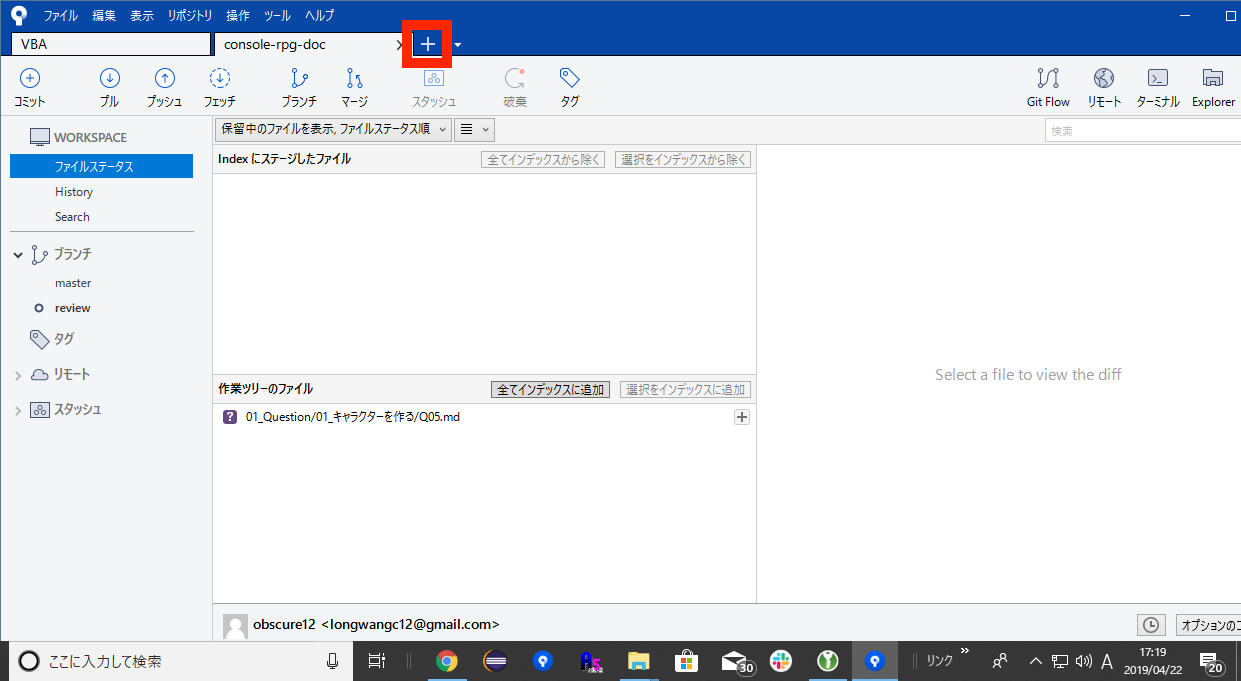 ファイル 編集 表示 リポジトリ 操作 ツール ヘルプ
VBA
console-rpg-doc
コミット プル プッシュ フェッチ ブランチ マージ スタッシュ 破棄 タグ Git Flow リモート ターミナル Explorer
WORKSPACE
ファイルステータス
History
Search
ブランチ
master
review
タグ
リモート
スタッシュ
保留中のファイルを表示, ファイルステータス順
検索
Index にステージしたファイル 全てインデックスから除く 選択をインデックスから除く
作業ツリーのファイル 全てインデックスに追加 選択をインデックスに追加
01_Question/01_キャラクターを作る/Q05.md
Select a file to view the diff
obscure12 <longwangc12@gmail.com>
オプションのコ
ここに入力して検索
30
リンク
A
17:19
2019/04/22
20